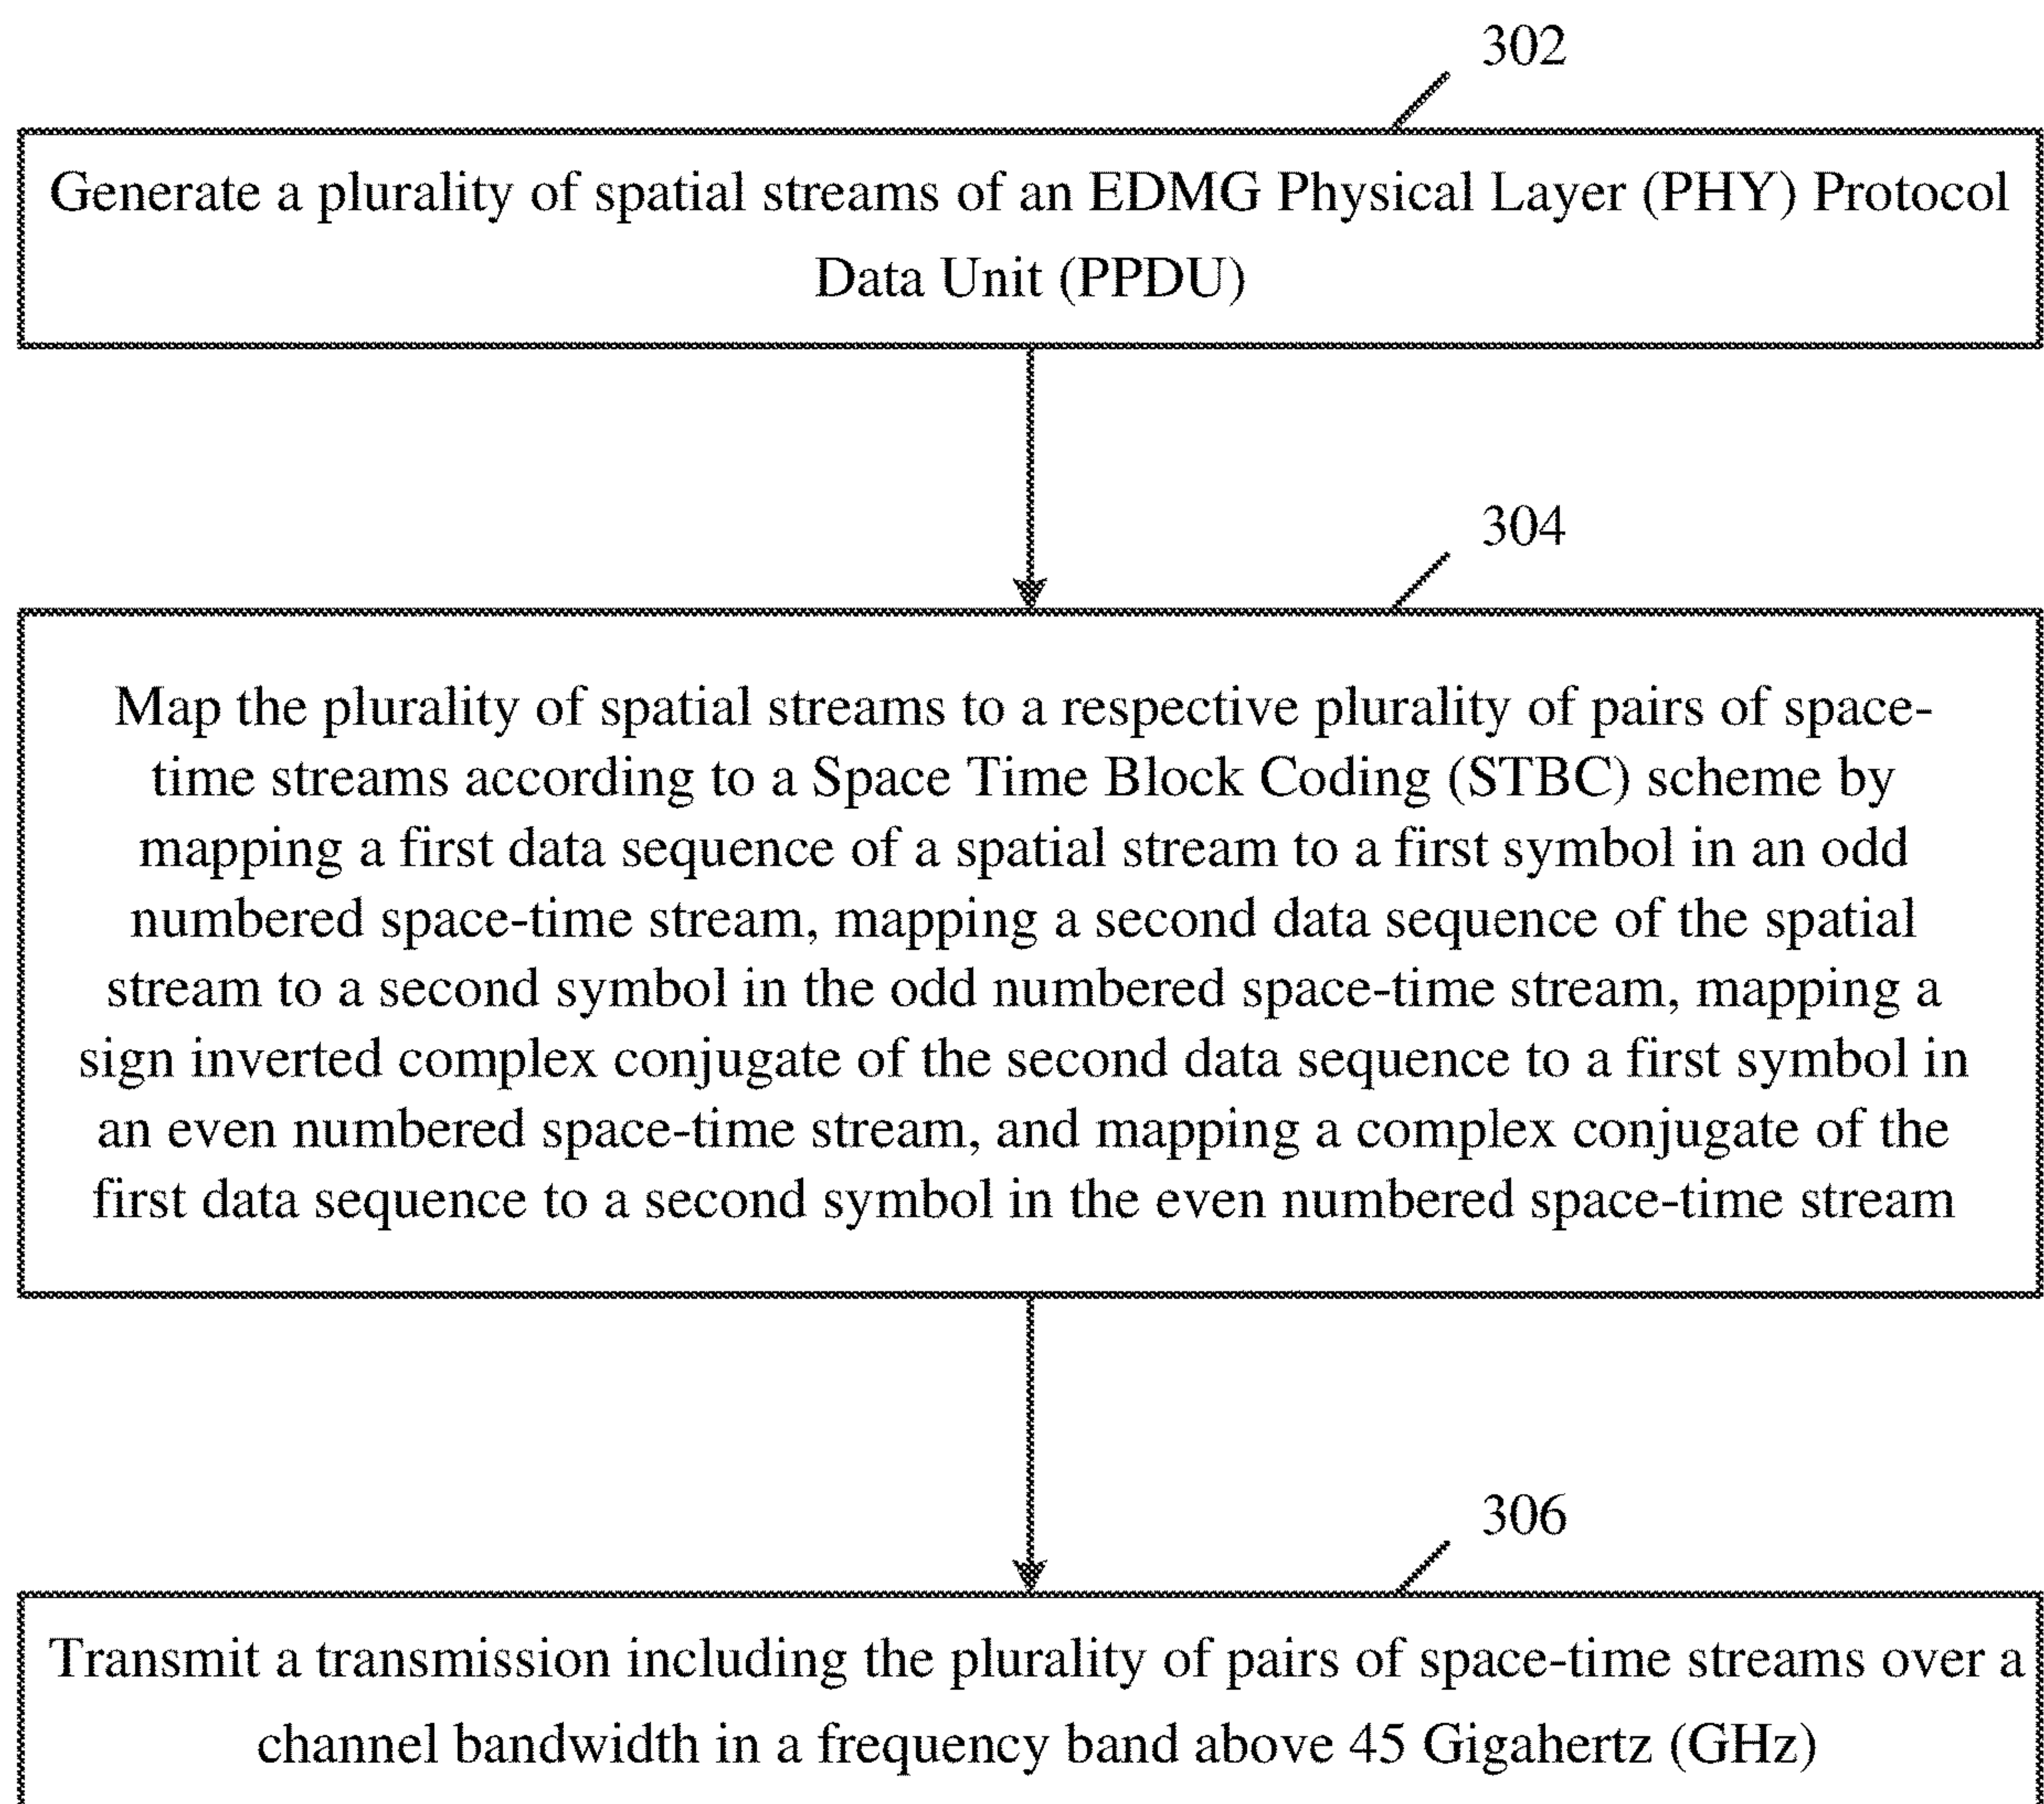 302
Generate a plurality of spatial streams of an EDMG Physical Layer (PHY) Protocol
Data Unit (PPDU)
304
Map the plurality of spatial streams to a respective plurality of pairs of space-
time streams according to a Space Time Block Coding (STBC) scheme by
mapping a first data sequence of a spatial stream to a first symbol in an odd
numbered space-time stream, mapping a second data sequence of the spatial
stream to a second symbol in the odd numbered space-time stream, mapping a
sign inverted complex conjugate of the second data sequence to a first symbol in
an even numbered space-time stream, and mapping a complex conjugate of the
first data sequence to a second symbol in the even numbered space-time stream
306
Transmit a transmission including the plurality of pairs of space-time streams over a
channel bandwidth in a frequency band above 45 Gigahertz (GHz)